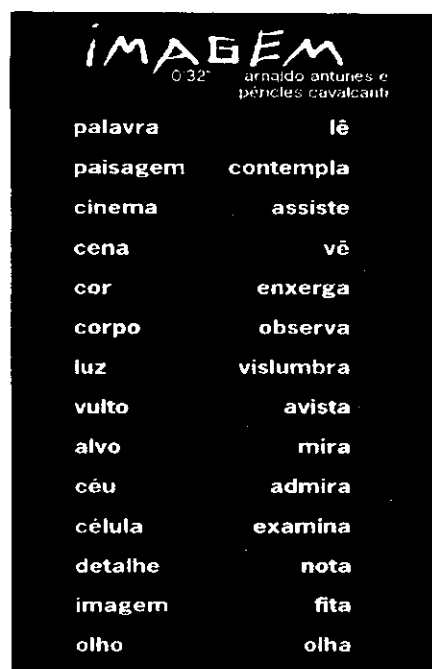 iMAGEM
0'32" arnaldo antunes e
péricles cavalcanti
palavra lê
paisagem contempla
cinema assiste
cena vê
cor enxerga
corpo observa
luz vislumbra
vulto avista
alvo mira
céu admira
célula examina
detalhe nota
imagem fita
olho olha